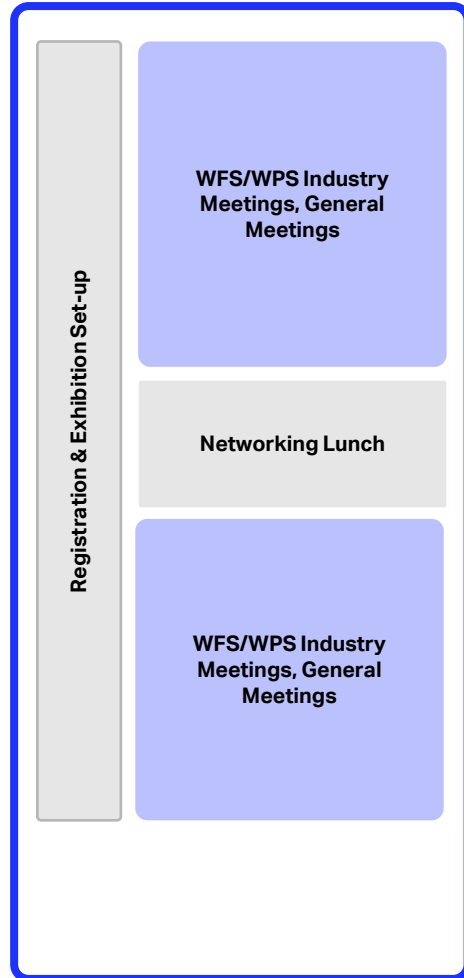 Registration & Exhibition Set-up
WFS/WPS Industry
Meetings, General
Meetings
Networking Lunch
WFS/WPS Industry
Meetings, General
Meetings